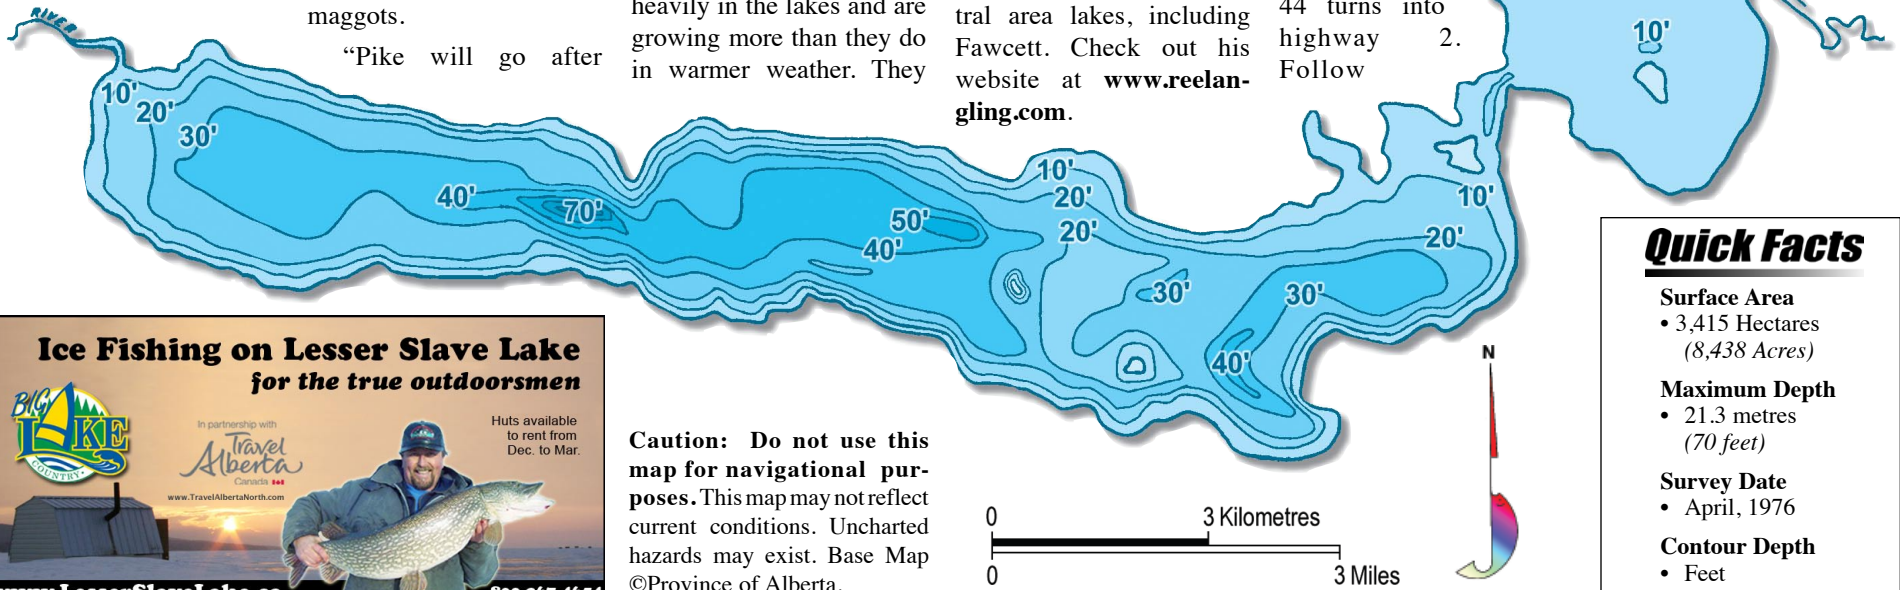 maggots.
“Pike will go after
heavily in the lakes and are
growing more than they do
in warmer weather. They
tral area lakes, including
Fawcett. Check out his
website at www.reelan-
gling.com.
44 turns into
highway 2.
Follow
RIVER
10'
20'
30'
40'
70'
50'
40'
10'
20'
20'
30'
30'
40'
10'
20'
10'
Ice Fishing on Lesser Slave Lake
for the true outdoorsmen
BIG
LAKE
COUNTRY
In partnership with
Travel
Alberta
Canada
www.TravelAlbertaNorth.com
Huts available
to rent from
Dec. to Mar.
Caution: Do not use this
map for navigational pur-
poses. This map may not reflect
current conditions. Uncharted
hazards may exist. Base Map
©Province of Alberta.
0 3 Kilometres
0 3 Miles
N
Quick Facts
Surface Area
• 3,415 Hectares
(8,438 Acres)
Maximum Depth
• 21.3 metres
(70 feet)
Survey Date
• April, 1976
Contour Depth
• Feet